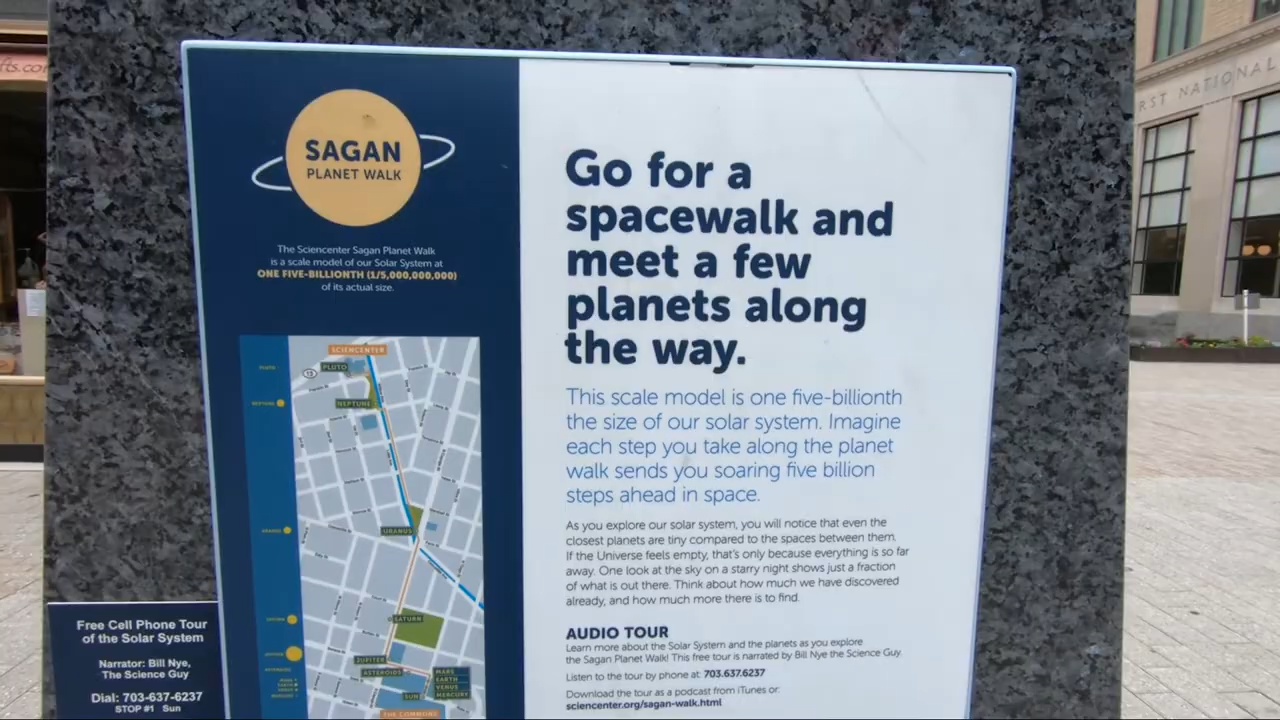 fts.co
RST NATIONAL
SAGAN
PLANET WALK
The Sciencenter Sagan Planet Walk
is a scale model of our Solar System at
ONE FIVE-BILLIONTH (1/5,000,000,000)
of its actual size.
SCIENCENTER
PLUTO
13
PLUTO
NEPTUNE
NEPTUNE
URANUS
URANUS
SATURN
SATURN
JUPITER
JUPITER
ASTEROIDS
MARS
EARTH
VENUS
MERCURY
SUN
THE COMMONS
Go for a
spacewalk and
meet a few
planets along
the way.
This scale model is one five-billionth
the size of our solar system. Imagine
each step you take along the planet
walk sends you soaring five billion
steps ahead in space.
As you explore our solar system, you will notice that even the
closest planets are tiny compared to the spaces between them.
If the Universe feels empty, that's only because everything is so far
away. One look at the sky on a starry night shows just a fraction
of what is out there. Think about how much we have discovered
already, and how much more there is to find.
AUDIO TOUR
Learn more about the Solar System and the planets as you explore
the Sagan Planet Walk! This free tour is narrated by Bill Nye the Science Guy.
Listen to the tour by phone at: 703.637.6237
Download the tour as a podcast from iTunes or:
sciencenter.org/sagan-walk.html
Free Cell Phone Tour
of the Solar System
Narrator: Bill Nye,
The Science Guy
Dial: 703-637-6237
STOP #1 Sun